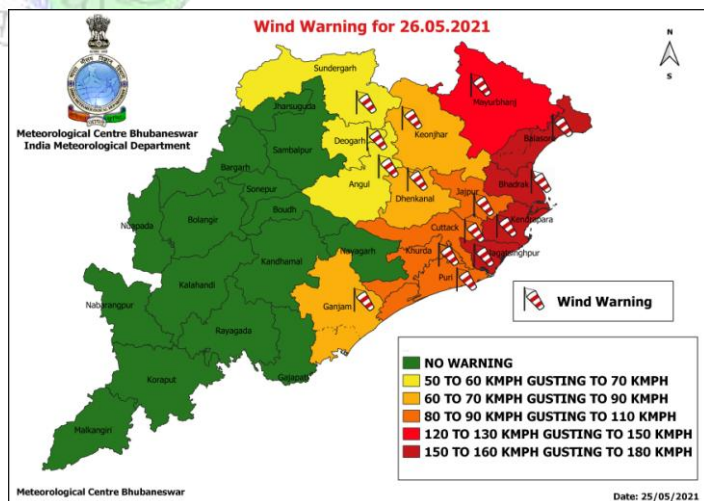 Wind Warning for 26.05.2021
N
S
Meteorological Centre Bhubaneswar
India Meteorological Department
Sundergarh
Jharsuguda
Mayurbhanj
Keonjhar
Balasore
Deogarh
Sambalpur
Bargarh
Angul
Bhadrak
Sonepur
Dhenkanal
Jajpur
Bolangir
Boudh
Kendrapara
Nuapada
Cuttack
Nayagarh
Khurda
Jagatsinghpur
Kandhamal
Puri
Kalahandi
Nabarangpur
Ganjam
Rayagada
Wind Warning
Koraput
Gajapati
Malkangiri
NO WARNING
50 TO 60 KMPH GUSTING TO 70 KMPH
60 TO 70 KMPH GUSTING TO 90 KMPH
80 TO 90 KMPH GUSTING TO 110 KMPH
120 TO 130 KMPH GUSTING TO 150 KMPH
150 TO 160 KMPH GUSTING TO 180 KMPH
Meteorological Centre Bhubaneswar
Date: 25/05/2021